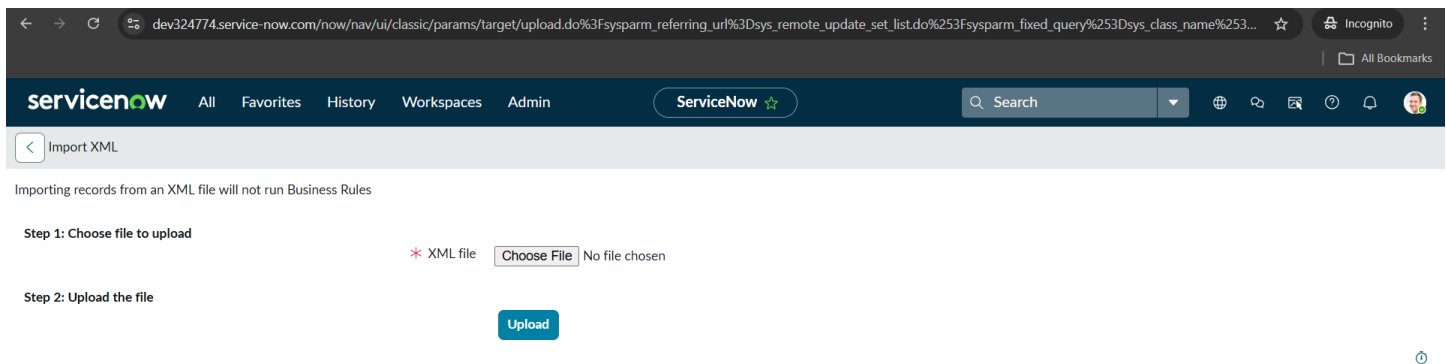 dev324774.service-now.com/now/nav/ui/classic/params/target/upload.do%3Fsysparm_referring_url%3Dsys_remote_update_set_list.do%253Fsysparm_fixed_query%253Dsys_class_name%253...
Incognito
All Bookmarks
servicenow All Favorites History Workspaces Admin ServiceNow Search
Import XML
Importing records from an XML file will not run Business Rules
Step 1: Choose file to upload
XML file Choose File No file chosen
Step 2: Upload the file
Upload